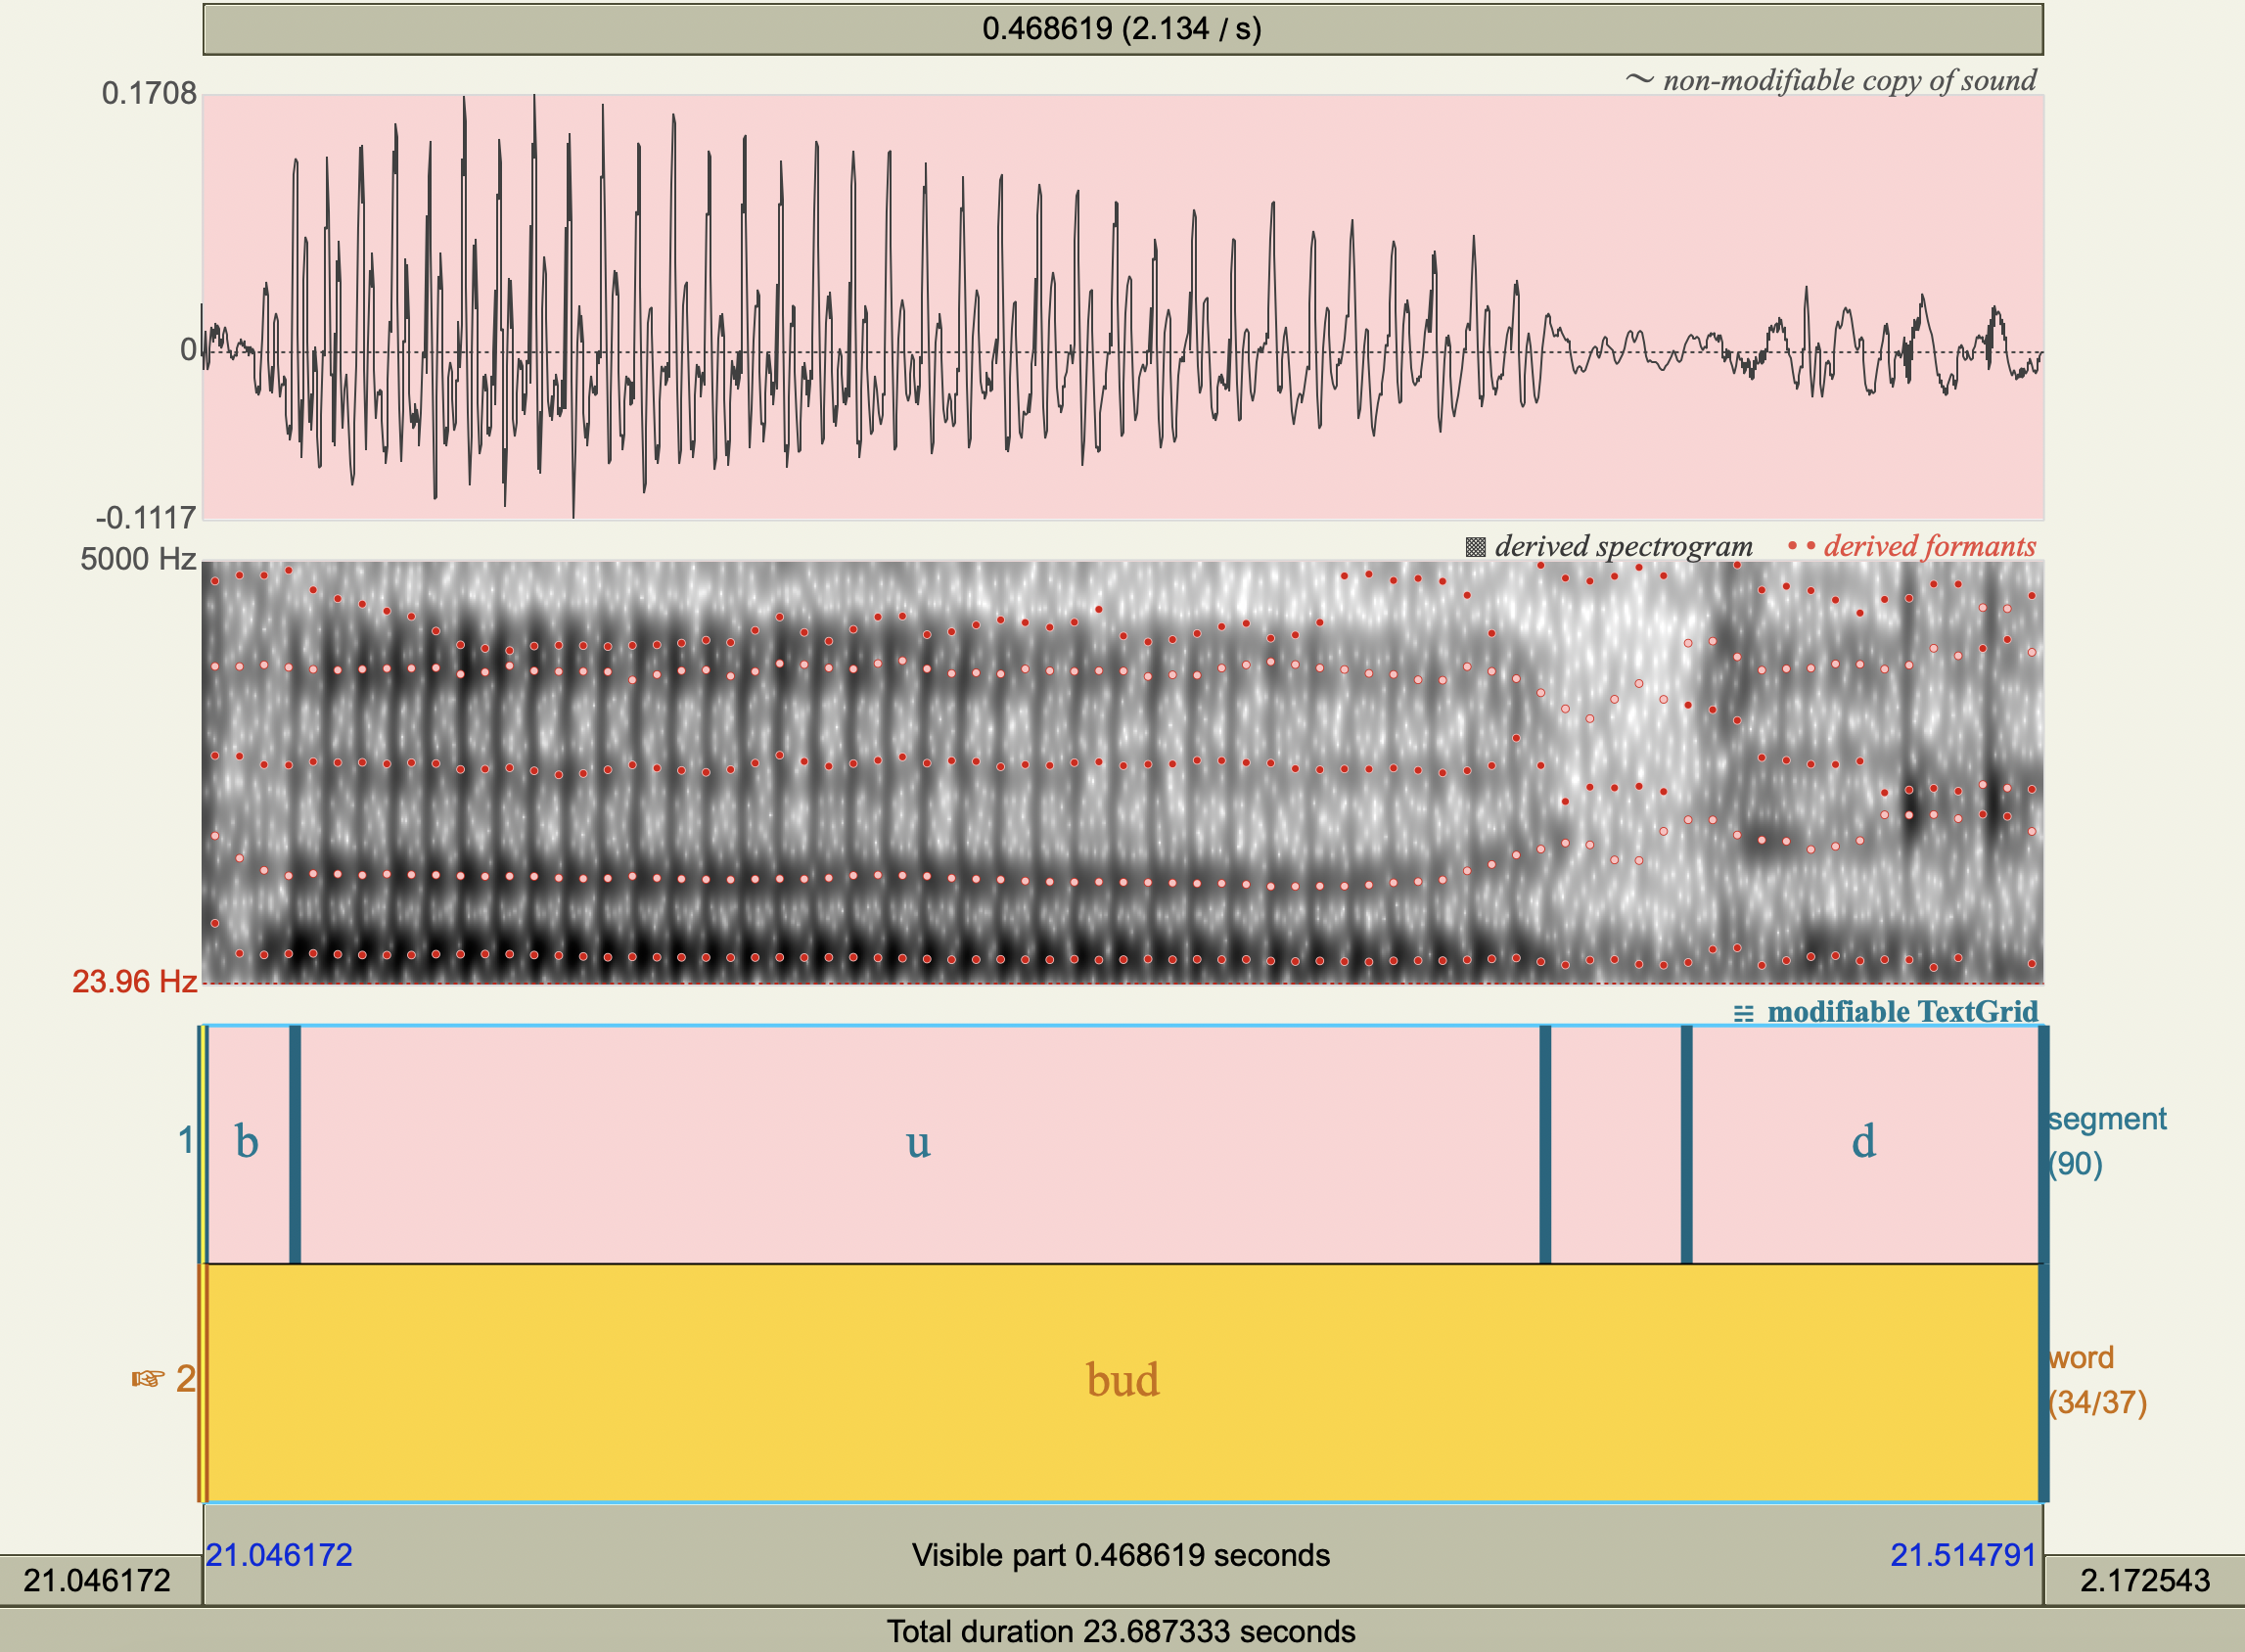 0.468619 (2.134 / s)
0.1708
~ non-modifiable copy of sound
0
-0.1117
5000 Hz
derived spectrogram
derived formants
23.96 Hz
modifiable TextGrid
1
b
u
d
segment
(90)
☞ 2
bud
word
(34/37)
21.046172
Visible part 0.468619 seconds
21.514791
21.046172
2.172543
Total duration 23.687333 seconds